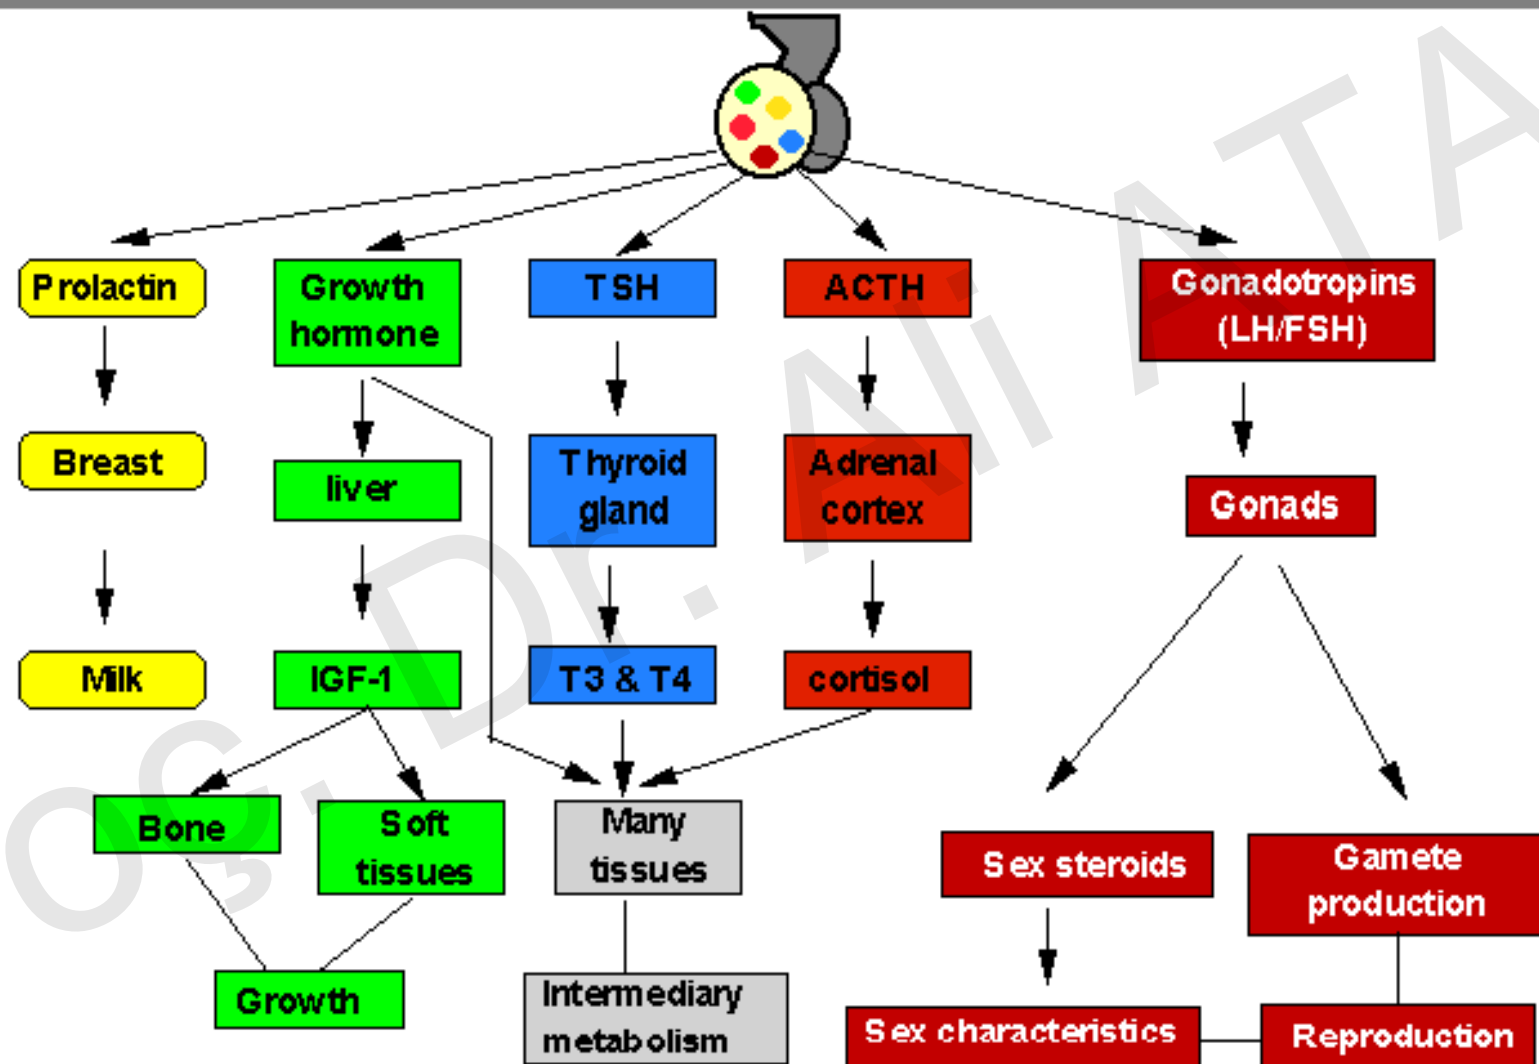 Prolactin
Growth
hormone
TSH
ACTH
Gonadotropins
(LH/FSH)
Breast
liver
Thyroid
gland
Adrenal
cortex
Gonads
Milk
IGF-1
T3 & T4
cortisol
Bone
Soft
tissues
Many
tissues
Sex steroids
Gamete
production
Growth
Intermediary
metabolism
Sex characteristics
Reproduction
oç. Dr. Ali ATA